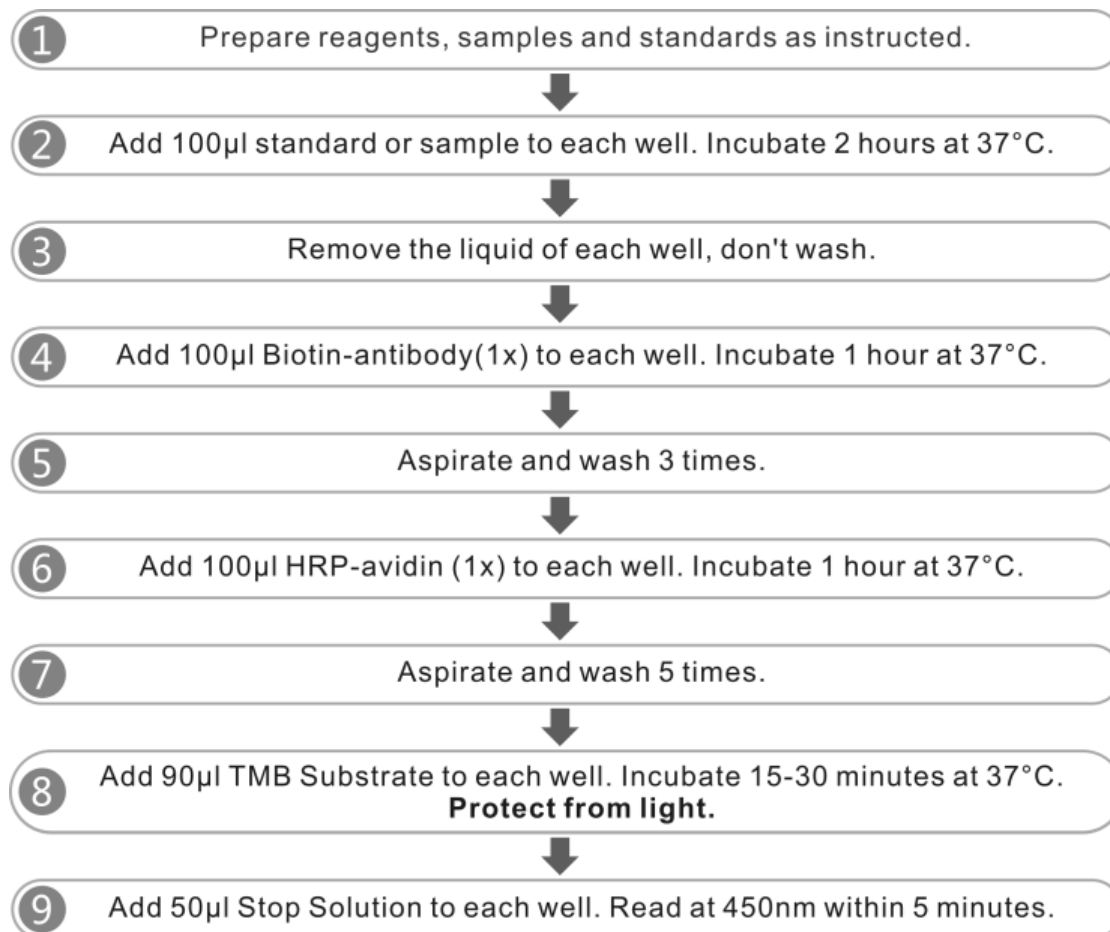 1 Prepare reagents, samples and standards as instructed.
2 Add 100µl standard or sample to each well. Incubate 2 hours at 37°C.
3 Remove the liquid of each well, don't wash.
4 Add 100µl Biotin-antibody(1x) to each well. Incubate 1 hour at 37°C.
5 Aspirate and wash 3 times.
6 Add 100µl HRP-avidin (1x) to each well. Incubate 1 hour at 37°C.
7 Aspirate and wash 5 times.
8 Add 90µl TMB Substrate to each well. Incubate 15-30 minutes at 37°C.
Protect from light.
9 Add 50µl Stop Solution to each well. Read at 450nm within 5 minutes.